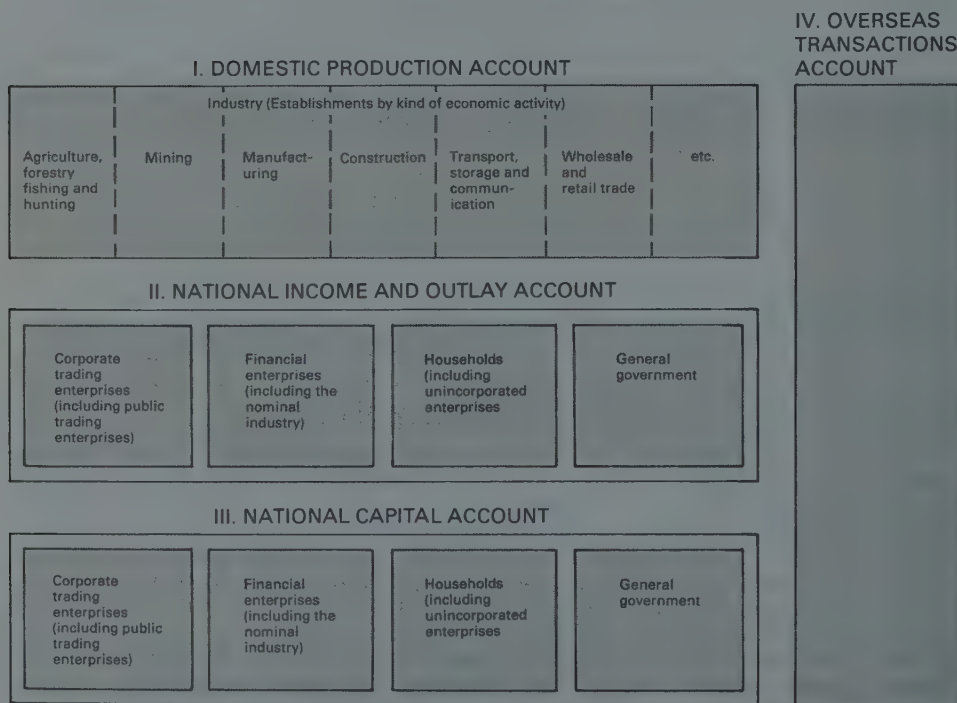 IV. OVERSEAS
TRANSACTIONS
ACCOUNT
I. DOMESTIC PRODUCTION ACCOUNT
Industry (Establishments by kind of economic activity)
Agriculture,
forestry
fishing and
hunting
Mining
Manufact-
uring
Construction
Transport,
storage and
commun-
ication
Wholesale
and
retail trade
etc.
II. NATIONAL INCOME AND OUTLAY ACCOUNT
Corporate
trading
enterprises
(including public
trading
enterprises)
Financial
enterprises
(including the
nominal
industry)
Households
(including
unincorporated
enterprises
General
government
III. NATIONAL CAPITAL ACCOUNT
Corporate
trading
enterprises
(including public
trading
enterprises)
Financial
enterprises
(including the
nominal
industry)
Households
(including
unincorporated
enterprises
General
government